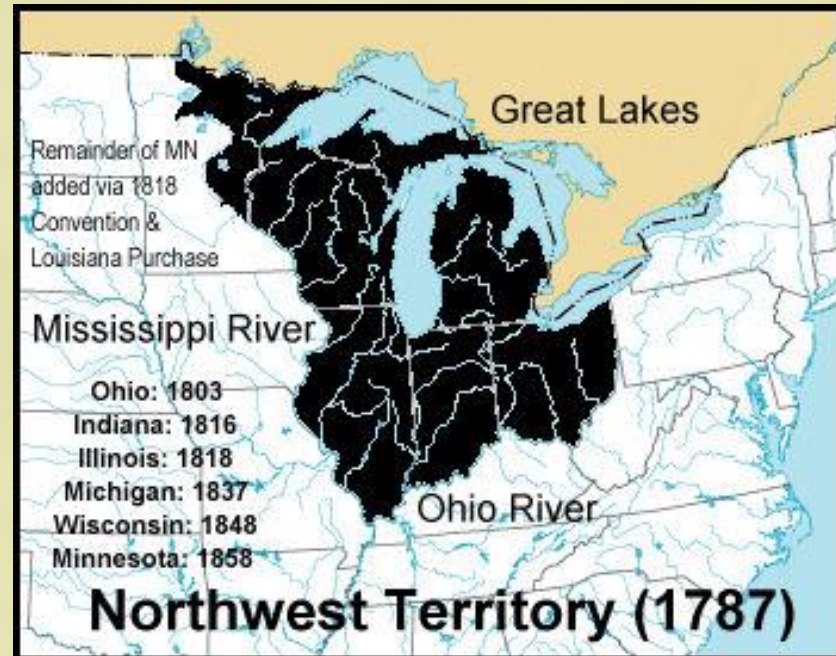 Great Lakes
Remainder of MN
added via 1818
Convention &
Louisiana Purchase
Mississippi River
Ohio: 1803
Indiana: 1816
Illinois: 1818
Michigan: 1837
Wisconsin: 1848
Minnesota: 1858
Ohio River
Northwest Territory (1787)